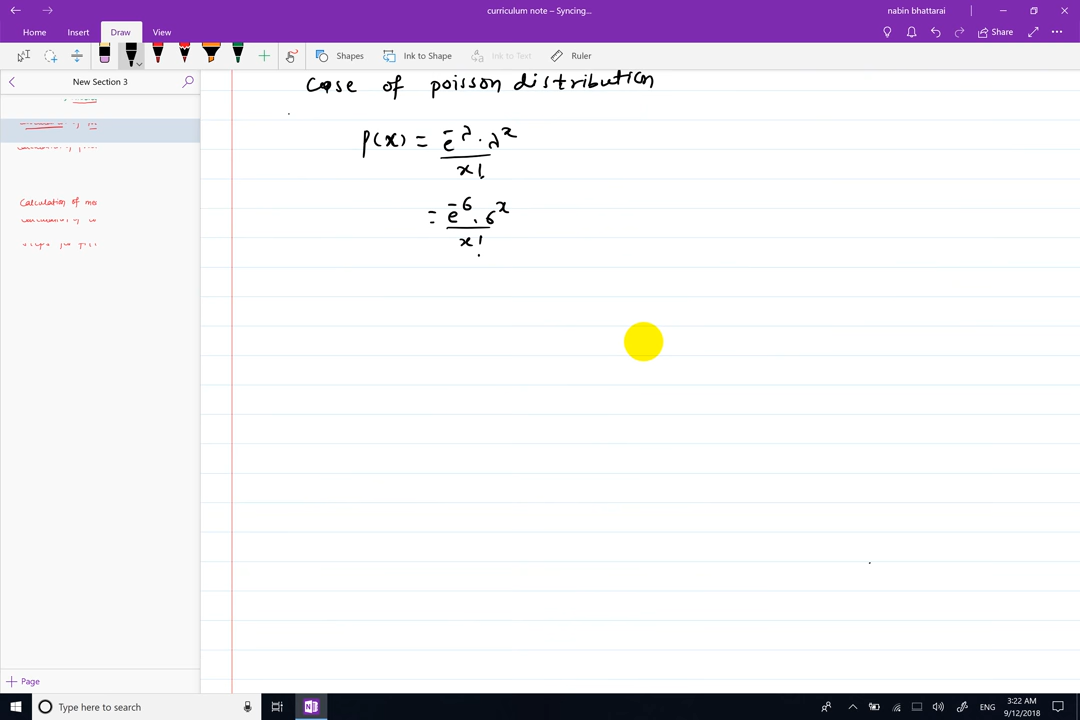 curriculum note – Syncing...
nabin bhattarai
Home Insert Draw View
Share
Shapes Ink to Shape Ink to Text Ruler
New Section 3
Calculation of me
case of poisson distribution
p(x) = e^-λ . λ^x
x!
= e^-6 . 6^x
x!
+ Page
Type here to search
ENG
3:22 AM
9/12/2018